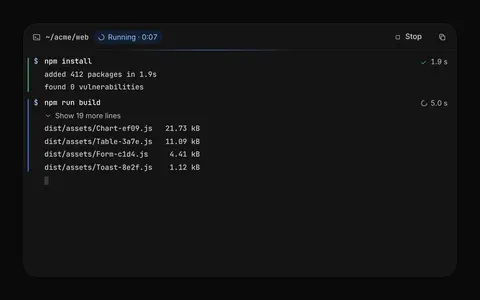 ~/acme/web Running · 0:07 Stop
$ npm install 1.9 s
added 412 packages in 1.9s
found 0 vulnerabilities
$ npm run build 5.0 s
Show 19 more lines
dist/assets/Chart-ef09.js 21.73 kB
dist/assets/Table-3a7e.js 11.09 kB
dist/assets/Form-c1d4.js 4.41 kB
dist/assets/Toast-8e2f.js 1.12 kB